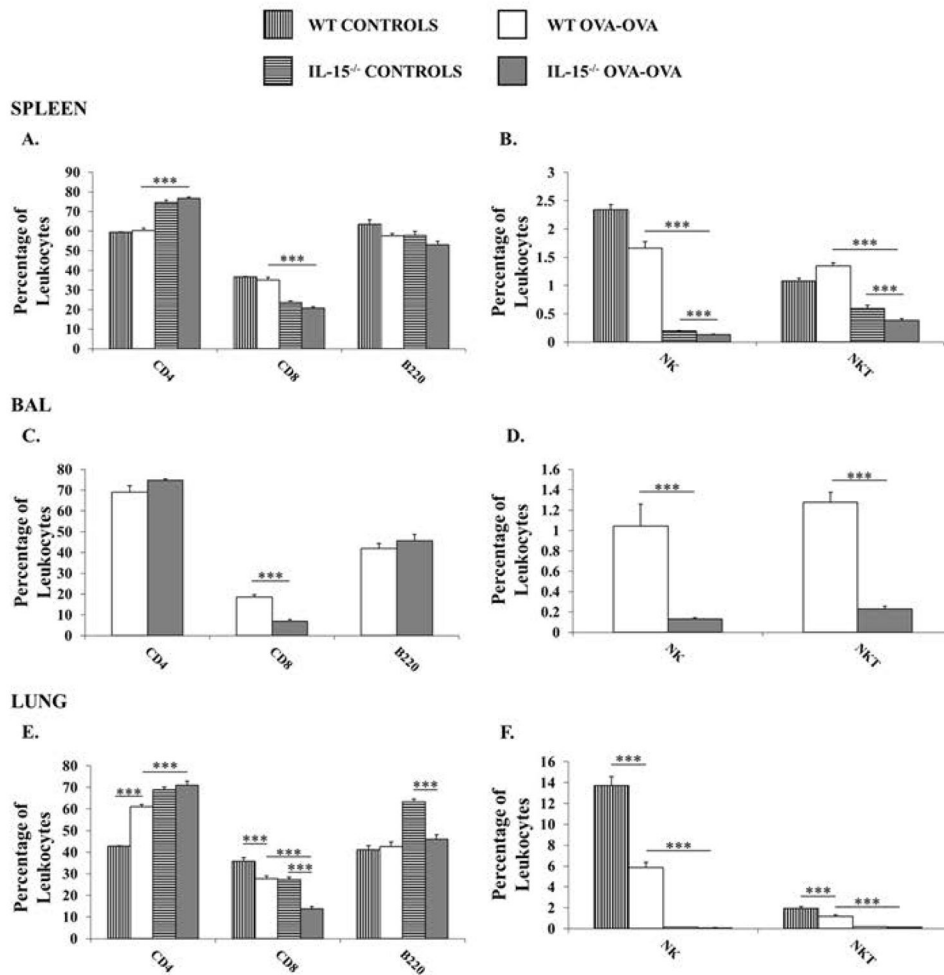 WT CONTROLS WT OVA-OVA
IL-15-/- CONTROLS IL-15-/- OVA-OVA
SPLEEN
A.
Percentage of
Leukocytes
90
80
70
60
50
40
30
20
10
0
***
***
CD4 CD8 B220
B.
Percentage of
Leukocytes
3
2.5
2
1.5
1
0.5
0
***
***
***
***
NK NKT
BAL
C.
Percentage of
Leukocytes
80
70
60
50
40
30
20
10
0
***
CD4 CD8 B220
D.
Percentage of
Leukocytes
1.6
1.4
1.2
1
0.8
0.6
0.4
0.2
0
***
***
NK NKT
LUNG
E.
Percentage of
Leukocytes
80
70
60
50
40
30
20
10
0
***
***
***
***
***
***
CD4 CD8 B220
F.
Percentage of
Leukocytes
16
14
12
10
8
6
4
2
0
***
***
***
***
NK NKT